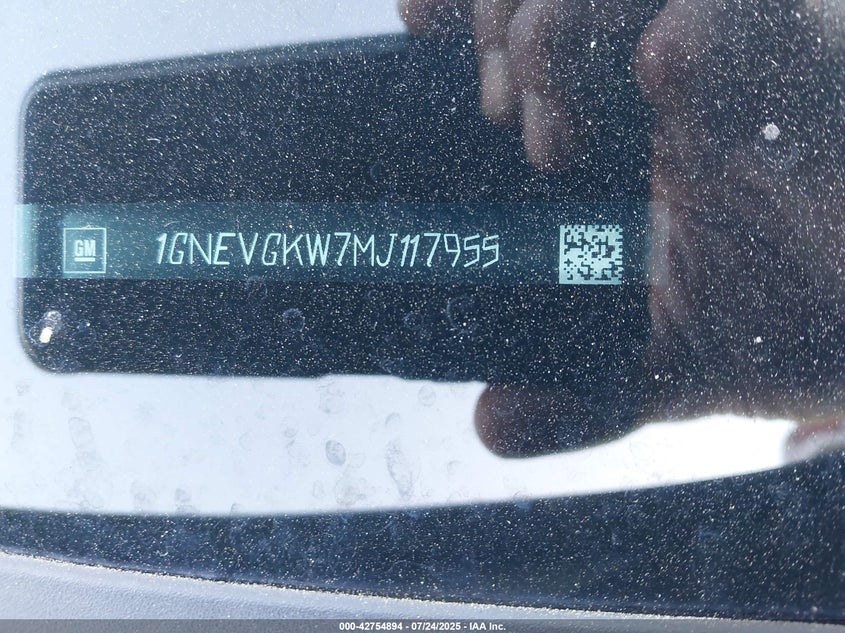 GM 1GNEVGKW7MJ117955
000-42754894 - 07/24/2025 - IAA Inc.